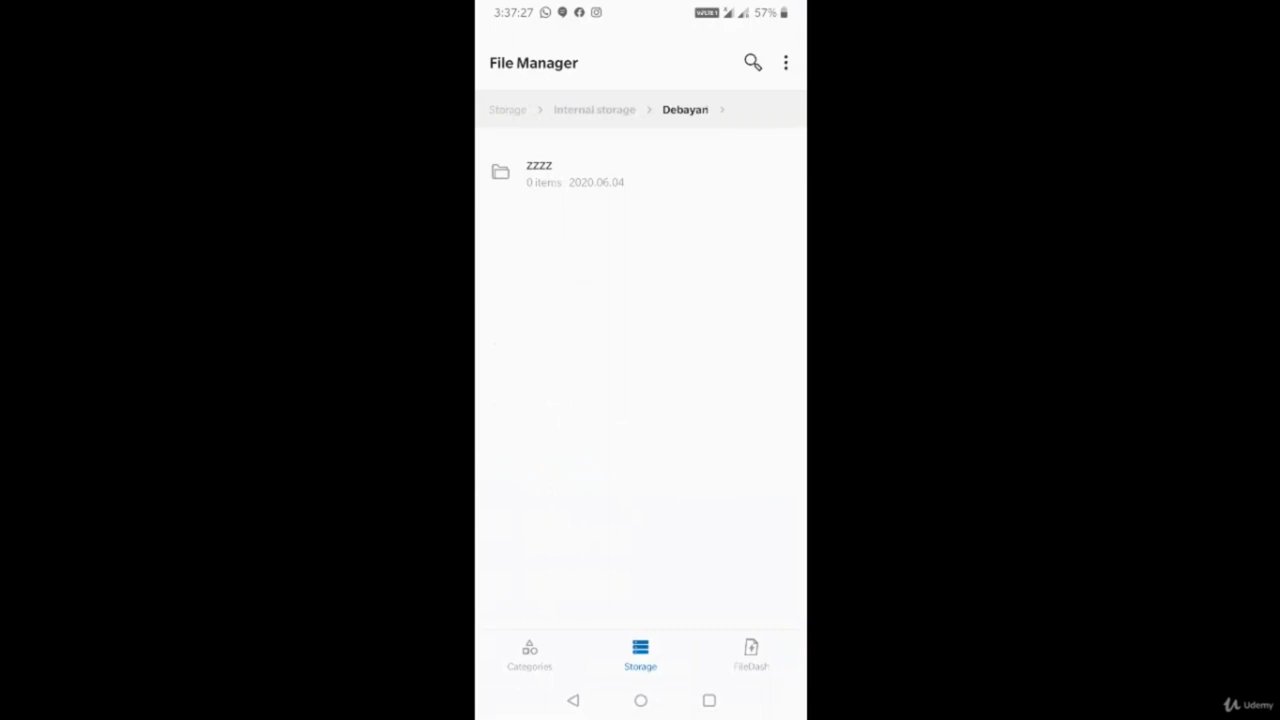 3:37:27 57%
File Manager
Storage > Internal storage > Debayan >
zzzz
0 items 2020.06.04
Categories Storage FileDash
Udemy